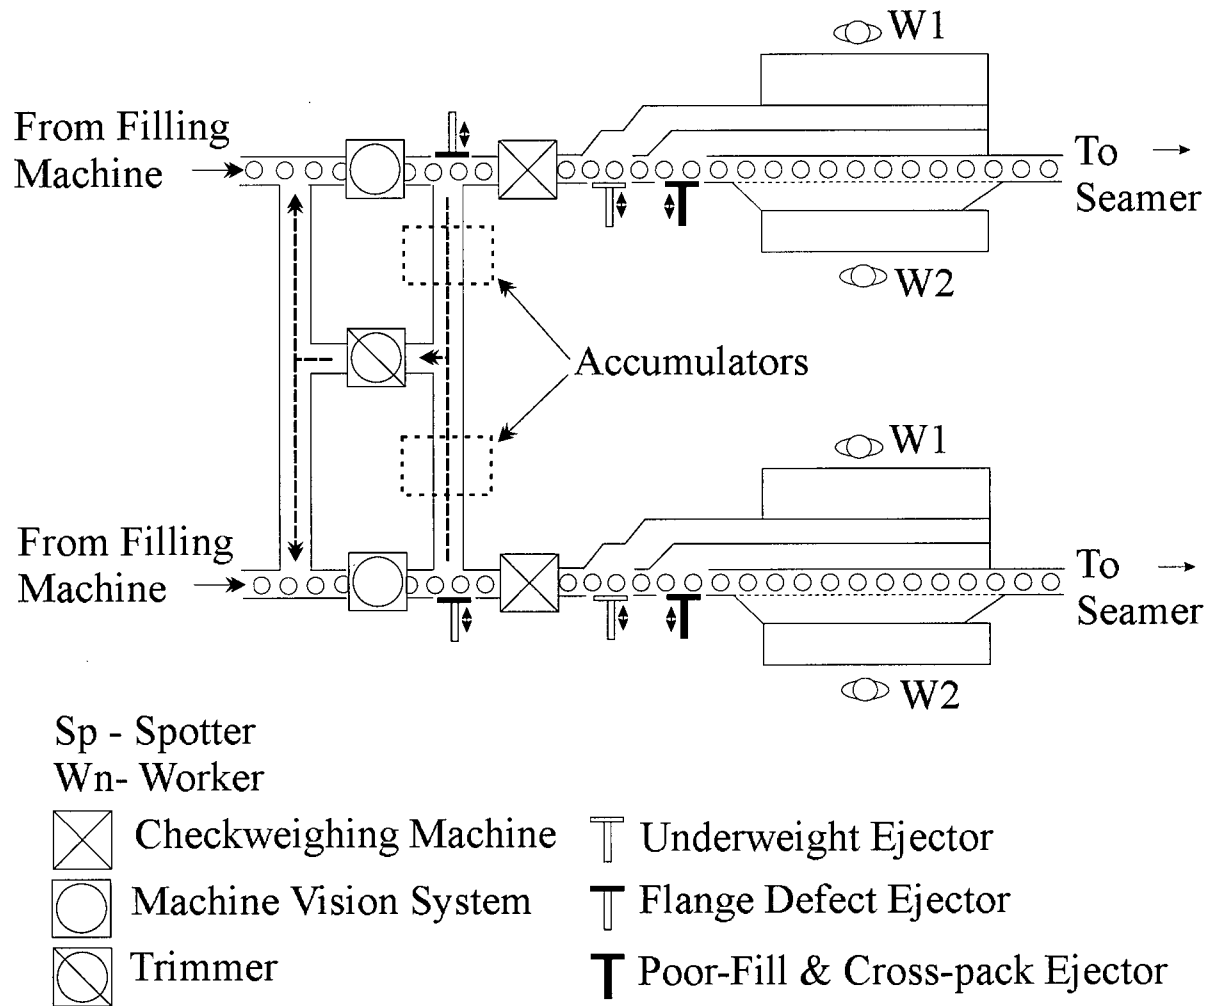 W1
From Filling
Machine
To
Seamer
W2
Accumulators
W1
From Filling
Machine
To
Seamer
W2
Sp - Spotter
Wn- Worker
Checkweighing Machine
Underweight Ejector
Machine Vision System
Flange Defect Ejector
Trimmer
Poor-Fill & Cross-pack Ejector